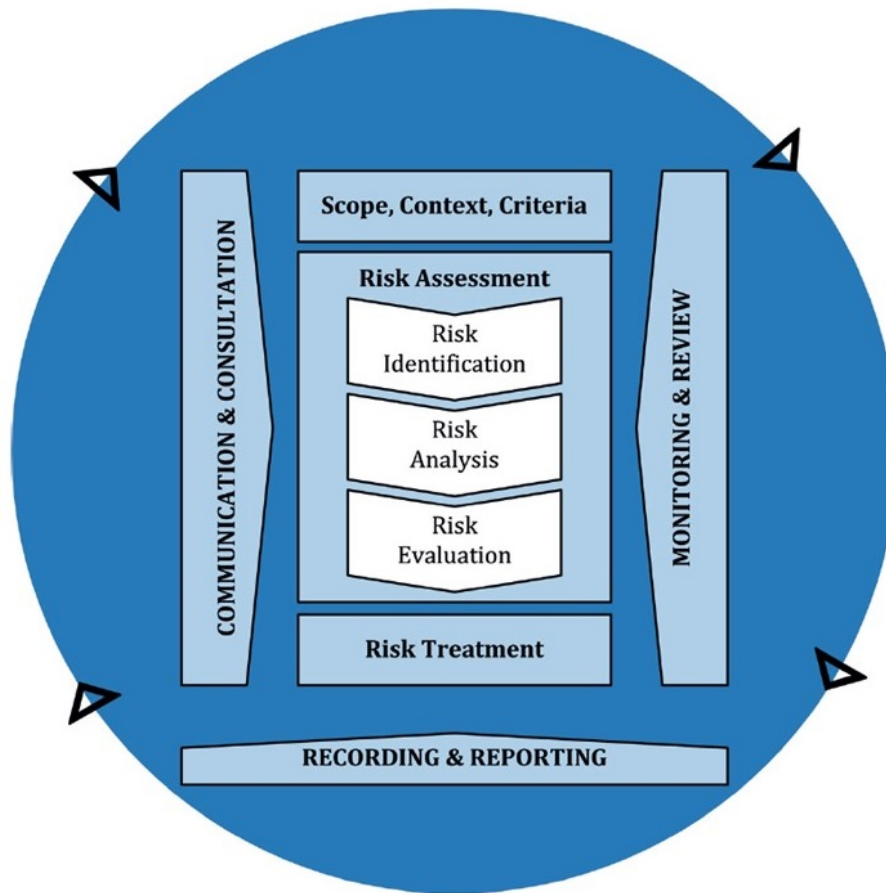 Scope, Context, Criteria
COMMUNICATION & CONSULTATION
Risk Assessment
Risk
Identification
Risk
Analysis
Risk
Evaluation
MONITORING & REVIEW
Risk Treatment
RECORDING & REPORTING